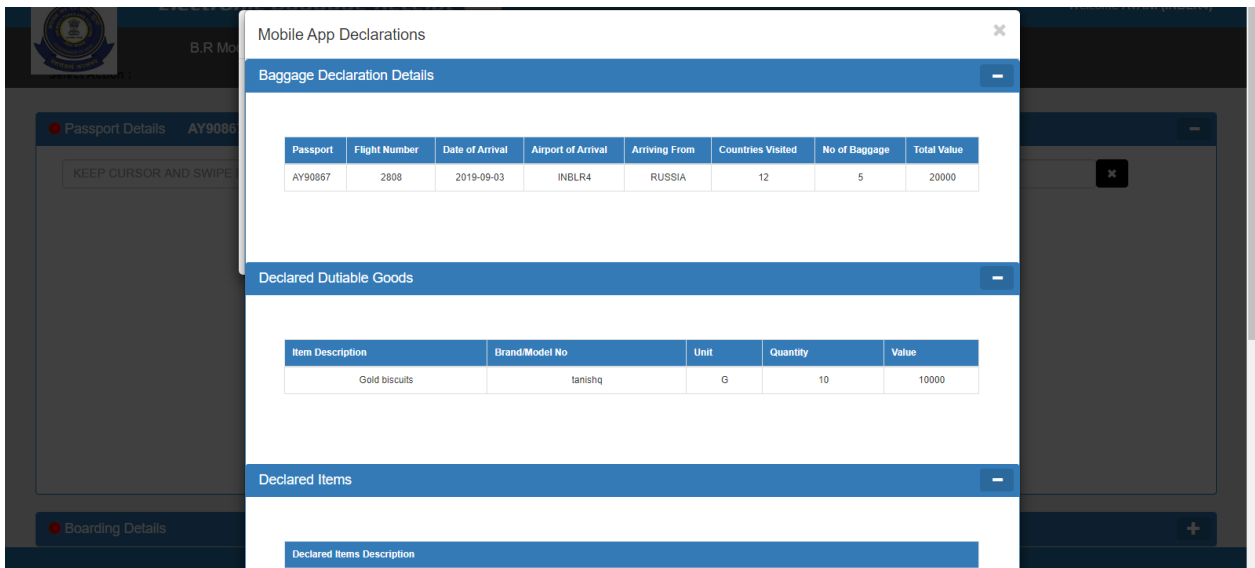 Mobile App Declarations
B.R Mo
Select Action :
Baggage Declaration Details
Passport Details AY9086
KEEP CURSOR AND SWIPE
Passport Flight Number Date of Arrival Airport of Arrival Arriving From Countries Visited No of Baggage Total Value
AY90867 2808 2019-09-03 INBLR4 RUSSIA 12 5 20000
Declared Dutiable Goods
Item Description Brand/Model No Unit Quantity Value
Gold biscuits tanishq G 10 10000
Declared Items
Boarding Details
Declared Items Description